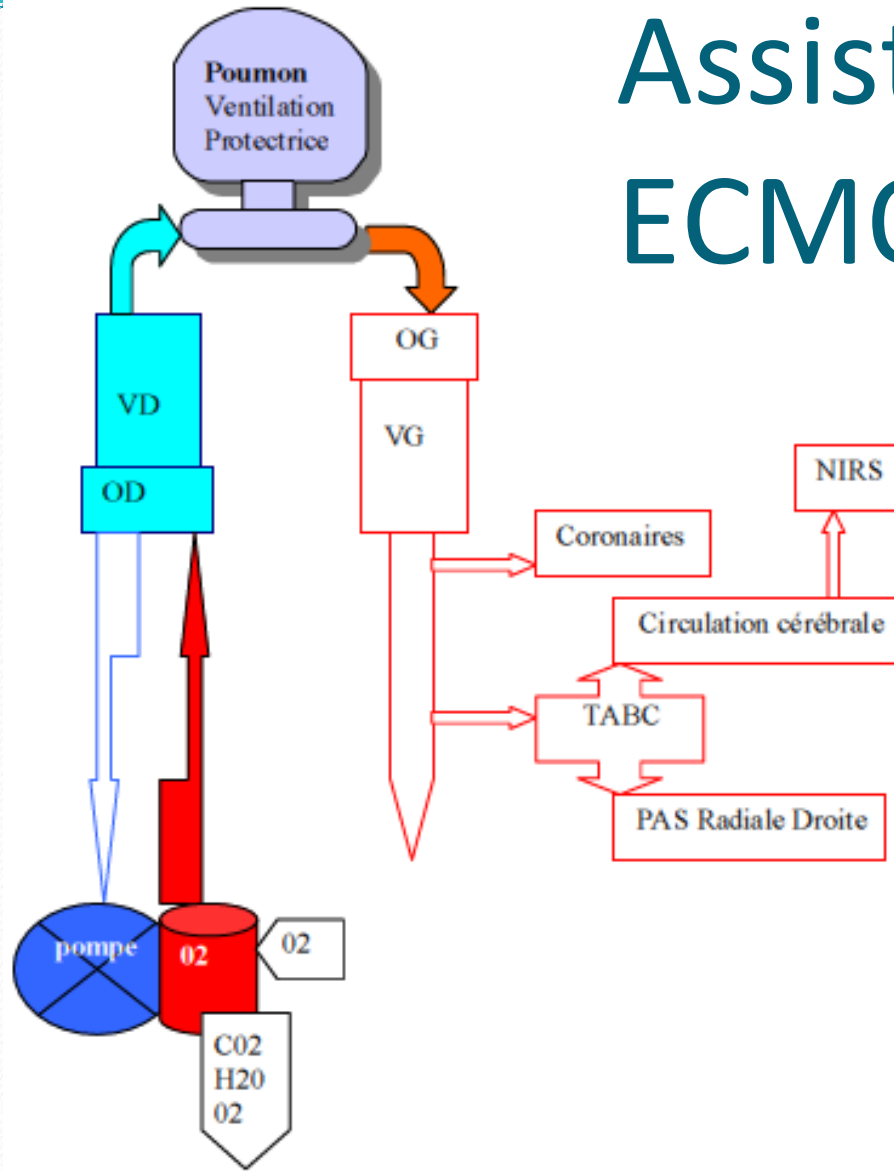 Assist
ECMO
Poumon
Ventilation
Protectrice
OG
VG
VD
OD
NIRS
Coronaires
Circulation cérébrale
TABC
PAS Radiale Droite
pompe
02
02
C02
H20
02